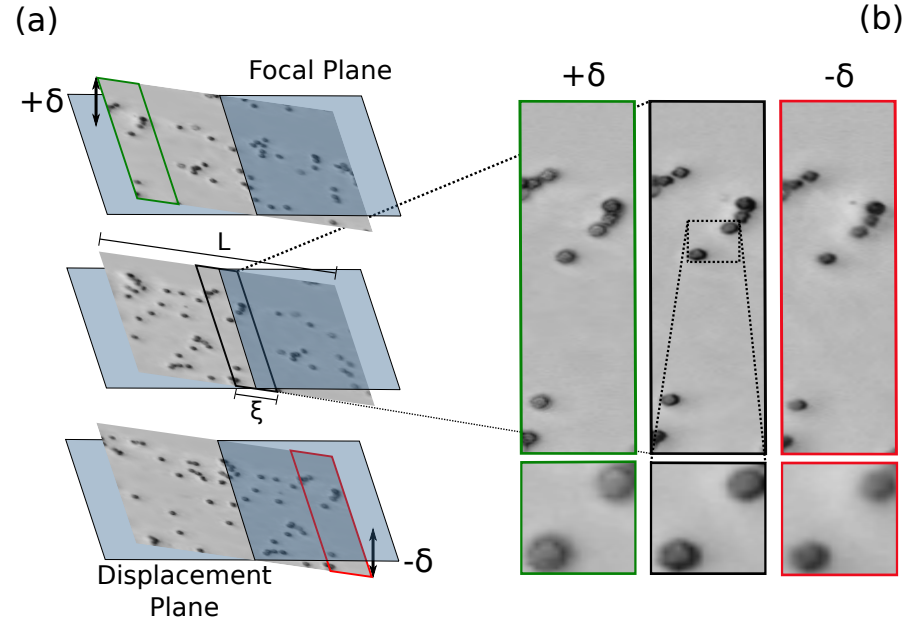 (a)
(b)
Focal Plane
+δ
+δ
-δ
L
ξ
-δ
Displacement
Plane